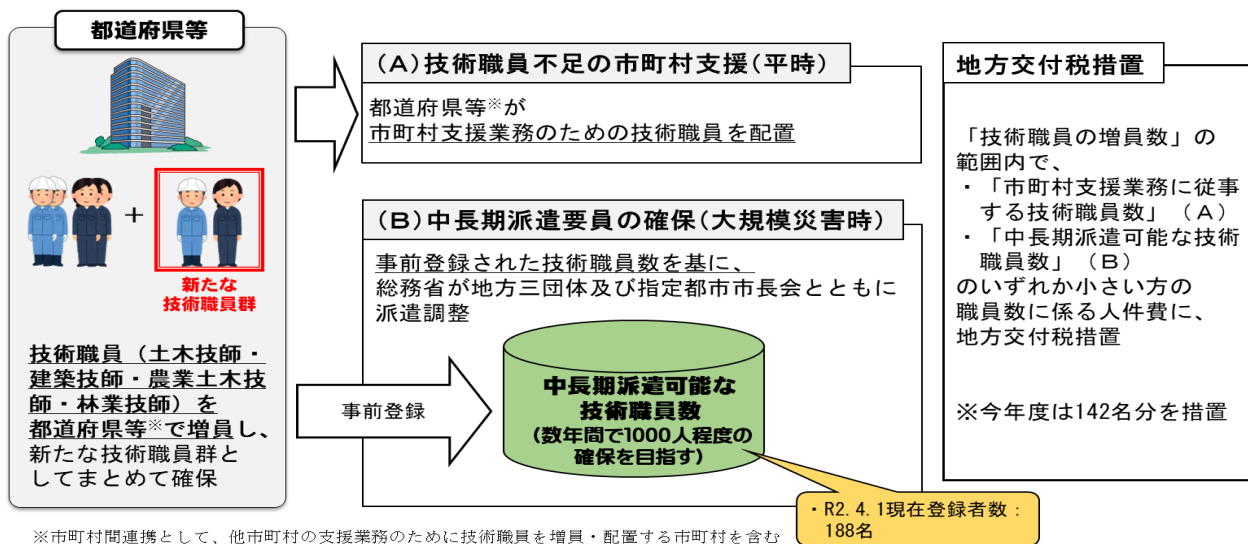 都道府県等
+
新たな
技術職員群
技術職員（土木技師・
建築技師・農業土木技
師・林業技師）を
都道府県等※で増員し、
新たな技術職員群と
してまとめて確保
(A)技術職員不足の市町村支援(平時)
都道府県等※が
市町村支援業務のための技術職員を配置
(B)中長期派遣要員の確保(大規模災害時)
事前登録された技術職員数を基に、
総務省が地方三団体及び指定都市市長会とともに
派遣調整
事前登録
中長期派遣可能な
技術職員数
(数年間で1000人程度の
確保を目指す)
・R2.4.1現在登録者数：
188名
地方交付税措置
「技術職員の増員数」の
範囲内で、
・「市町村支援業務に従事
する技術職員数」（A）
・「中長期派遣可能な技術
職員数」（B）
のいずれか小さい方の
職員数に係る人件費に、
地方交付税措置
※今年度は142名分を措置
※市町村間連携として、他市町村の支援業務のために技術職員を増員・配置する市町村を含む